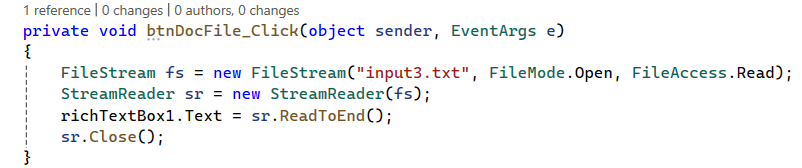 1 reference | 0 changes | 0 authors, 0 changes
private void btnDocFile_Click(object sender, EventArgs e)
{
FileStream fs = new FileStream("input3.txt", FileMode.Open, FileAccess.Read);
StreamReader sr = new StreamReader(fs);
richTextBox1.Text = sr.ReadToEnd();
sr.Close();
}